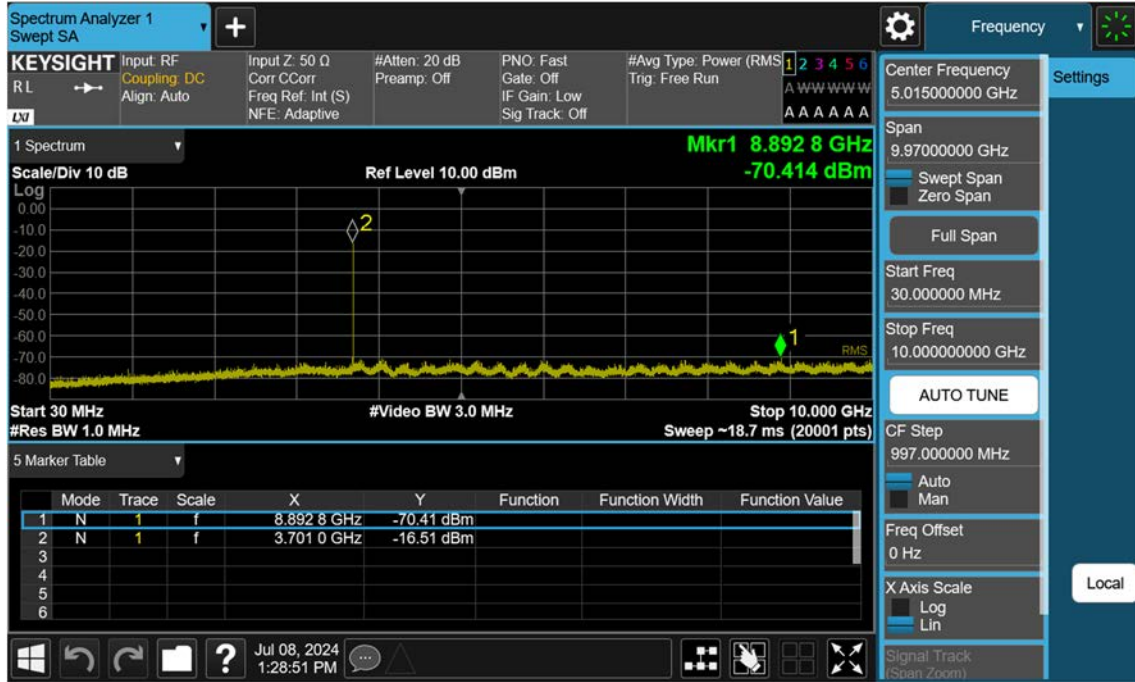 Spectrum Analyzer 1
Swept SA
+
Frequency
KEYSIGHT
R L
LXI
Input: RF
Coupling: DC
Align: Auto
Input Z: 50 Ω
Corr CCorr
Freq Ref: Int (S)
NFE: Adaptive
#Atten: 20 dB
Preamp: Off
PNO: Fast
Gate: Off
IF Gain: Low
Sig Track: Off
#Avg Type: Power (RMS
Trig: Free Run
1 2 3 4 5 6
A W W W W W
A A A A A A
1 Spectrum
Scale/Div 10 dB
Ref Level 10.00 dBm
Mkr1 8.892 8 GHz
-70.414 dBm
Log
0.00
-10.0
-20.0
-30.0
-40.0
-50.0
-60.0
-70.0
-80.0
2
1
RMS
Start 30 MHz
#Video BW 3.0 MHz
Stop 10.000 GHz
#Res BW 1.0 MHz
Sweep ~18.7 ms (20001 pts)
5 Marker Table
Mode Trace Scale X Y Function Function Width Function Value
1 N 1 f 8.892 8 GHz -70.41 dBm
2 N 1 f 3.701 0 GHz -16.51 dBm
3
4
5
6
?
Jul 08, 2024
1:28:51 PM
Center Frequency
5.015000000 GHz
Settings
Span
9.97000000 GHz
Swept Span
Zero Span
Full Span
Start Freq
30.000000 MHz
Stop Freq
10.000000000 GHz
AUTO TUNE
CF Step
997.000000 MHz
Auto
Man
Freq Offset
0 Hz
X Axis Scale
Log
Lin
Local
Signal Track
(Span Zoom)